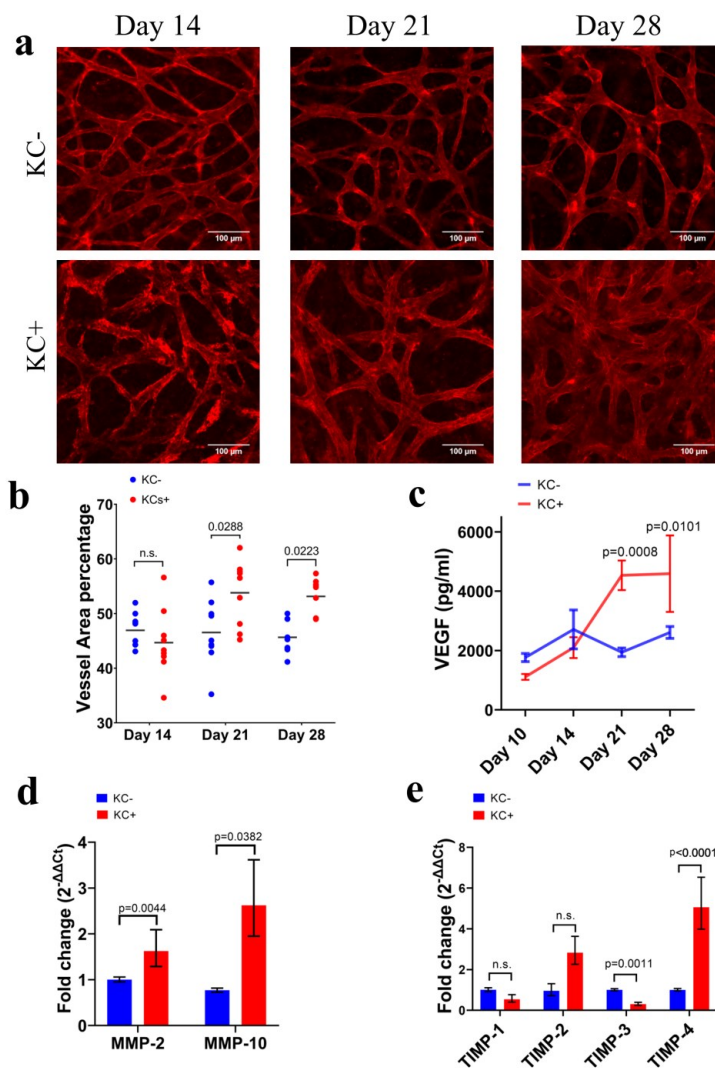 a
Day 14
Day 21
Day 28
KC-
100 µm
100 µm
100 µm
KC+
100 µm
100 µm
100 µm
b
KC-
KCs+
Vessel Area percentage
70
60
50
40
30
n.s.
0.0288
0.0223
Day 14
Day 21
Day 28
c
KC-
KC+
VEGF (pg/ml)
6000
4000
2000
0
p=0.0008
p=0.0101
Day 10
Day 14
Day 21
Day 28
d
KC-
KC+
Fold change (2^-ΔΔCt)
4
3
2
1
0
p=0.0044
p=0.0382
MMP-2
MMP-10
e
KC-
KC+
Fold change (2^-ΔΔCt)
8
6
4
2
0
n.s.
n.s.
p=0.0011
p<0.0001
TIMP-1
TIMP-2
TIMP-3
TIMP-4